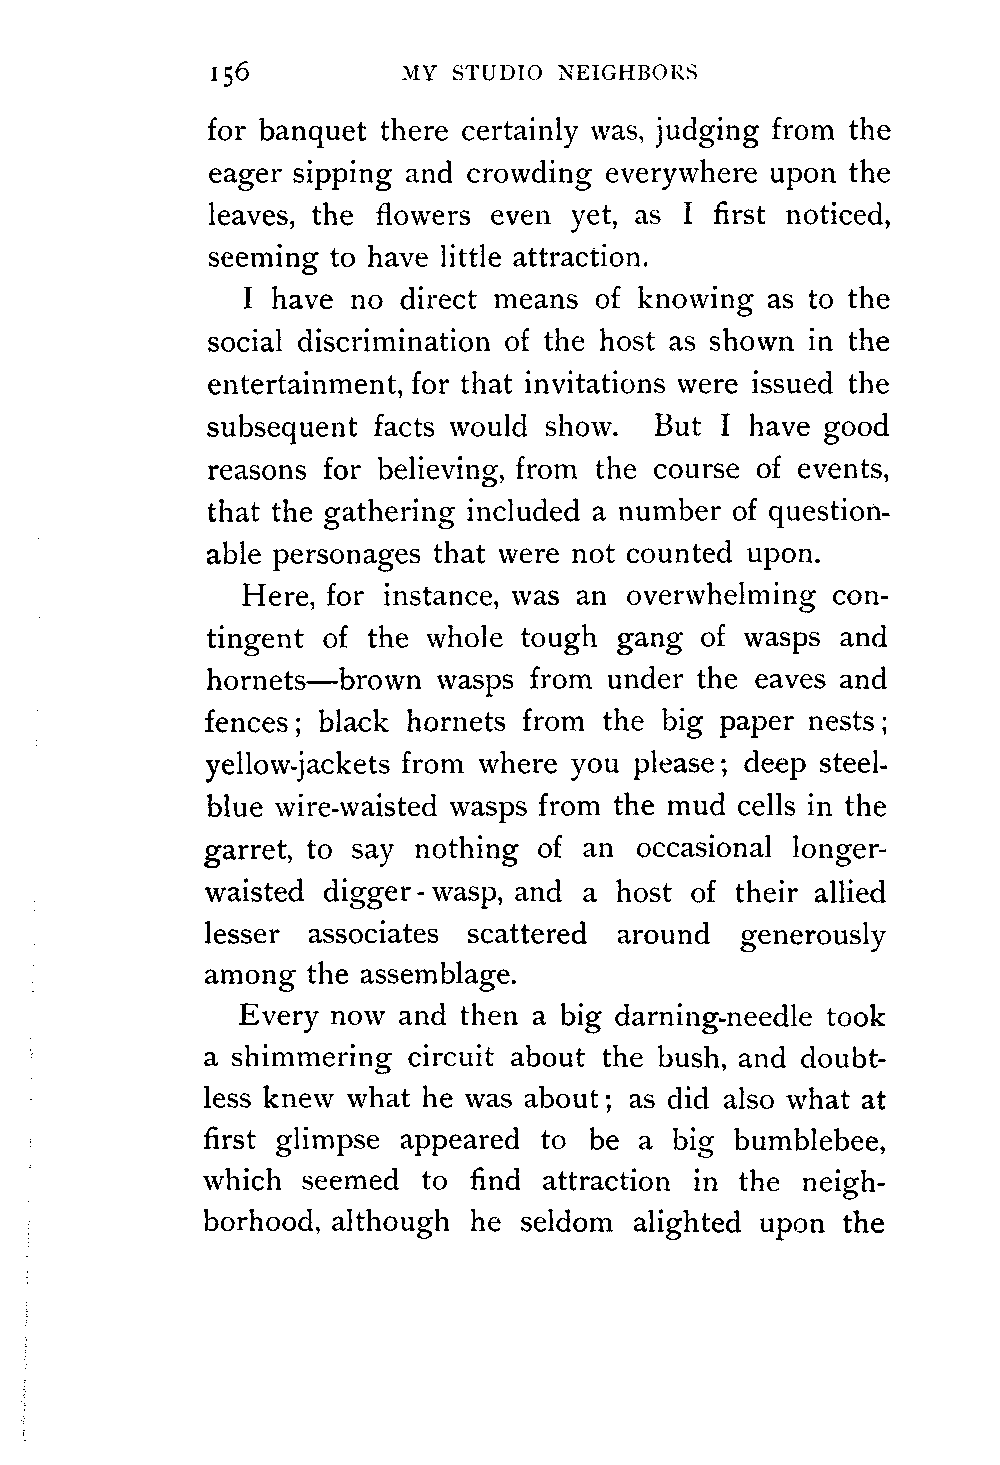 156 MY STUDIO NEIGHBORS
for banquet there certainly was, judging from the
eager sipping and crowding everywhere upon the
leaves, the flowers even yet, as I first noticed,
seeming to have little attraction.
I have no direct means of knowing as to the
social discrimination of the host as shown in the
entertainment, for that invitations were issued the
subsequent facts would show. But I have good
reasons for believing, from the course of events,
that the gathering included a number of question-
able personages that were not counted upon.
Here, for instance, was an overwhelming con-
tingent of the whole tough gang of wasps and
hornets—brown wasps from under the eaves and
fences; black hornets from the big paper nests;
yellow-jackets from where you please; deep steel-
blue wire-waisted wasps from the mud cells in the
garret, to say nothing of an occasional longer-
waisted digger-wasp, and a host of their allied
lesser associates scattered around generously
among the assemblage.
Every now and then a big darning-needle took
a shimmering circuit about the bush, and doubt-
less knew what he was about; as did also what at
first glimpse appeared to be a big bumblebee,
which seemed to find attraction in the neigh-
borhood, although he seldom alighted upon the